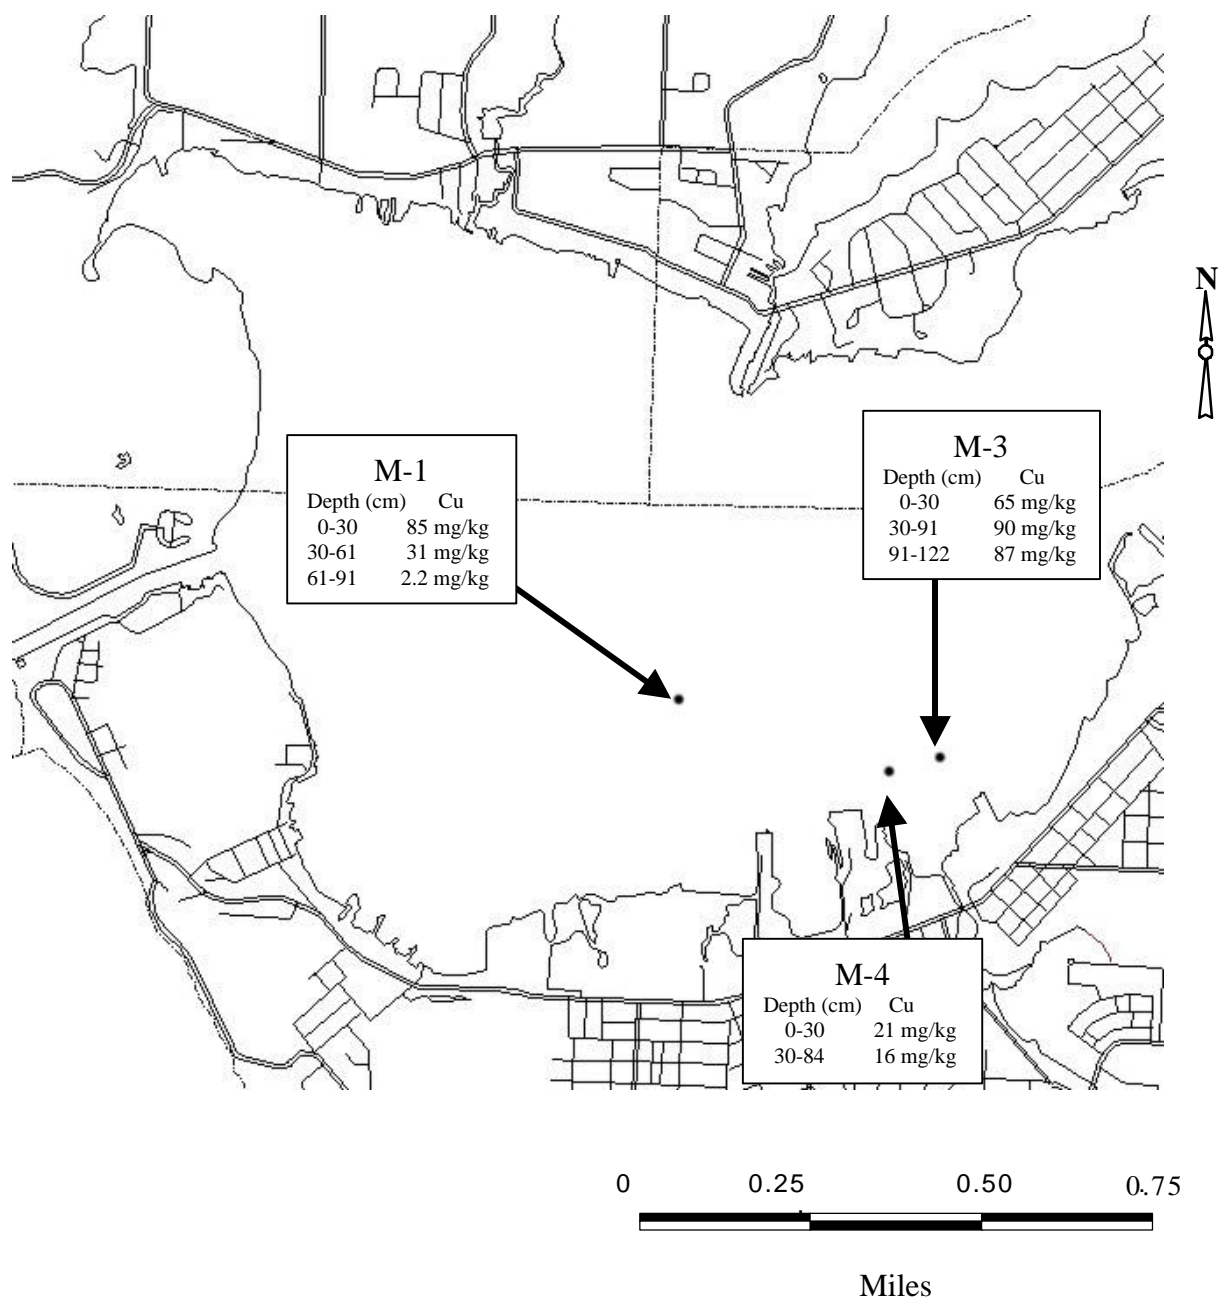 N
M-1
Depth (cm) Cu
0-30 85 mg/kg
30-61 31 mg/kg
61-91 2.2 mg/kg
M-3
Depth (cm) Cu
0-30 65 mg/kg
30-91 90 mg/kg
91-122 87 mg/kg
M-4
Depth (cm) Cu
0-30 21 mg/kg
30-84 16 mg/kg
0 0.25 0.50 0.75
Miles